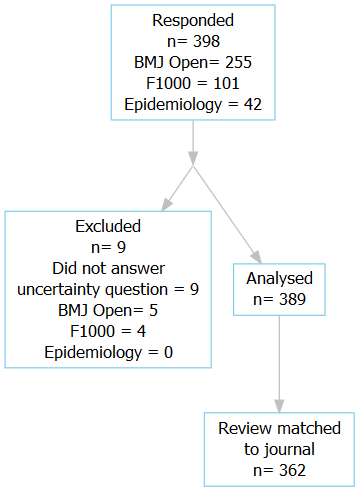 Responded
n= 398
BMJ Open= 255
F1000 = 101
Epidemiology = 42
Excluded
n= 9
Did not answer
uncertainty question = 9
BMJ Open= 5
F1000 = 4
Epidemiology = 0
Analysed
n= 389
Review matched
to journal
n= 362